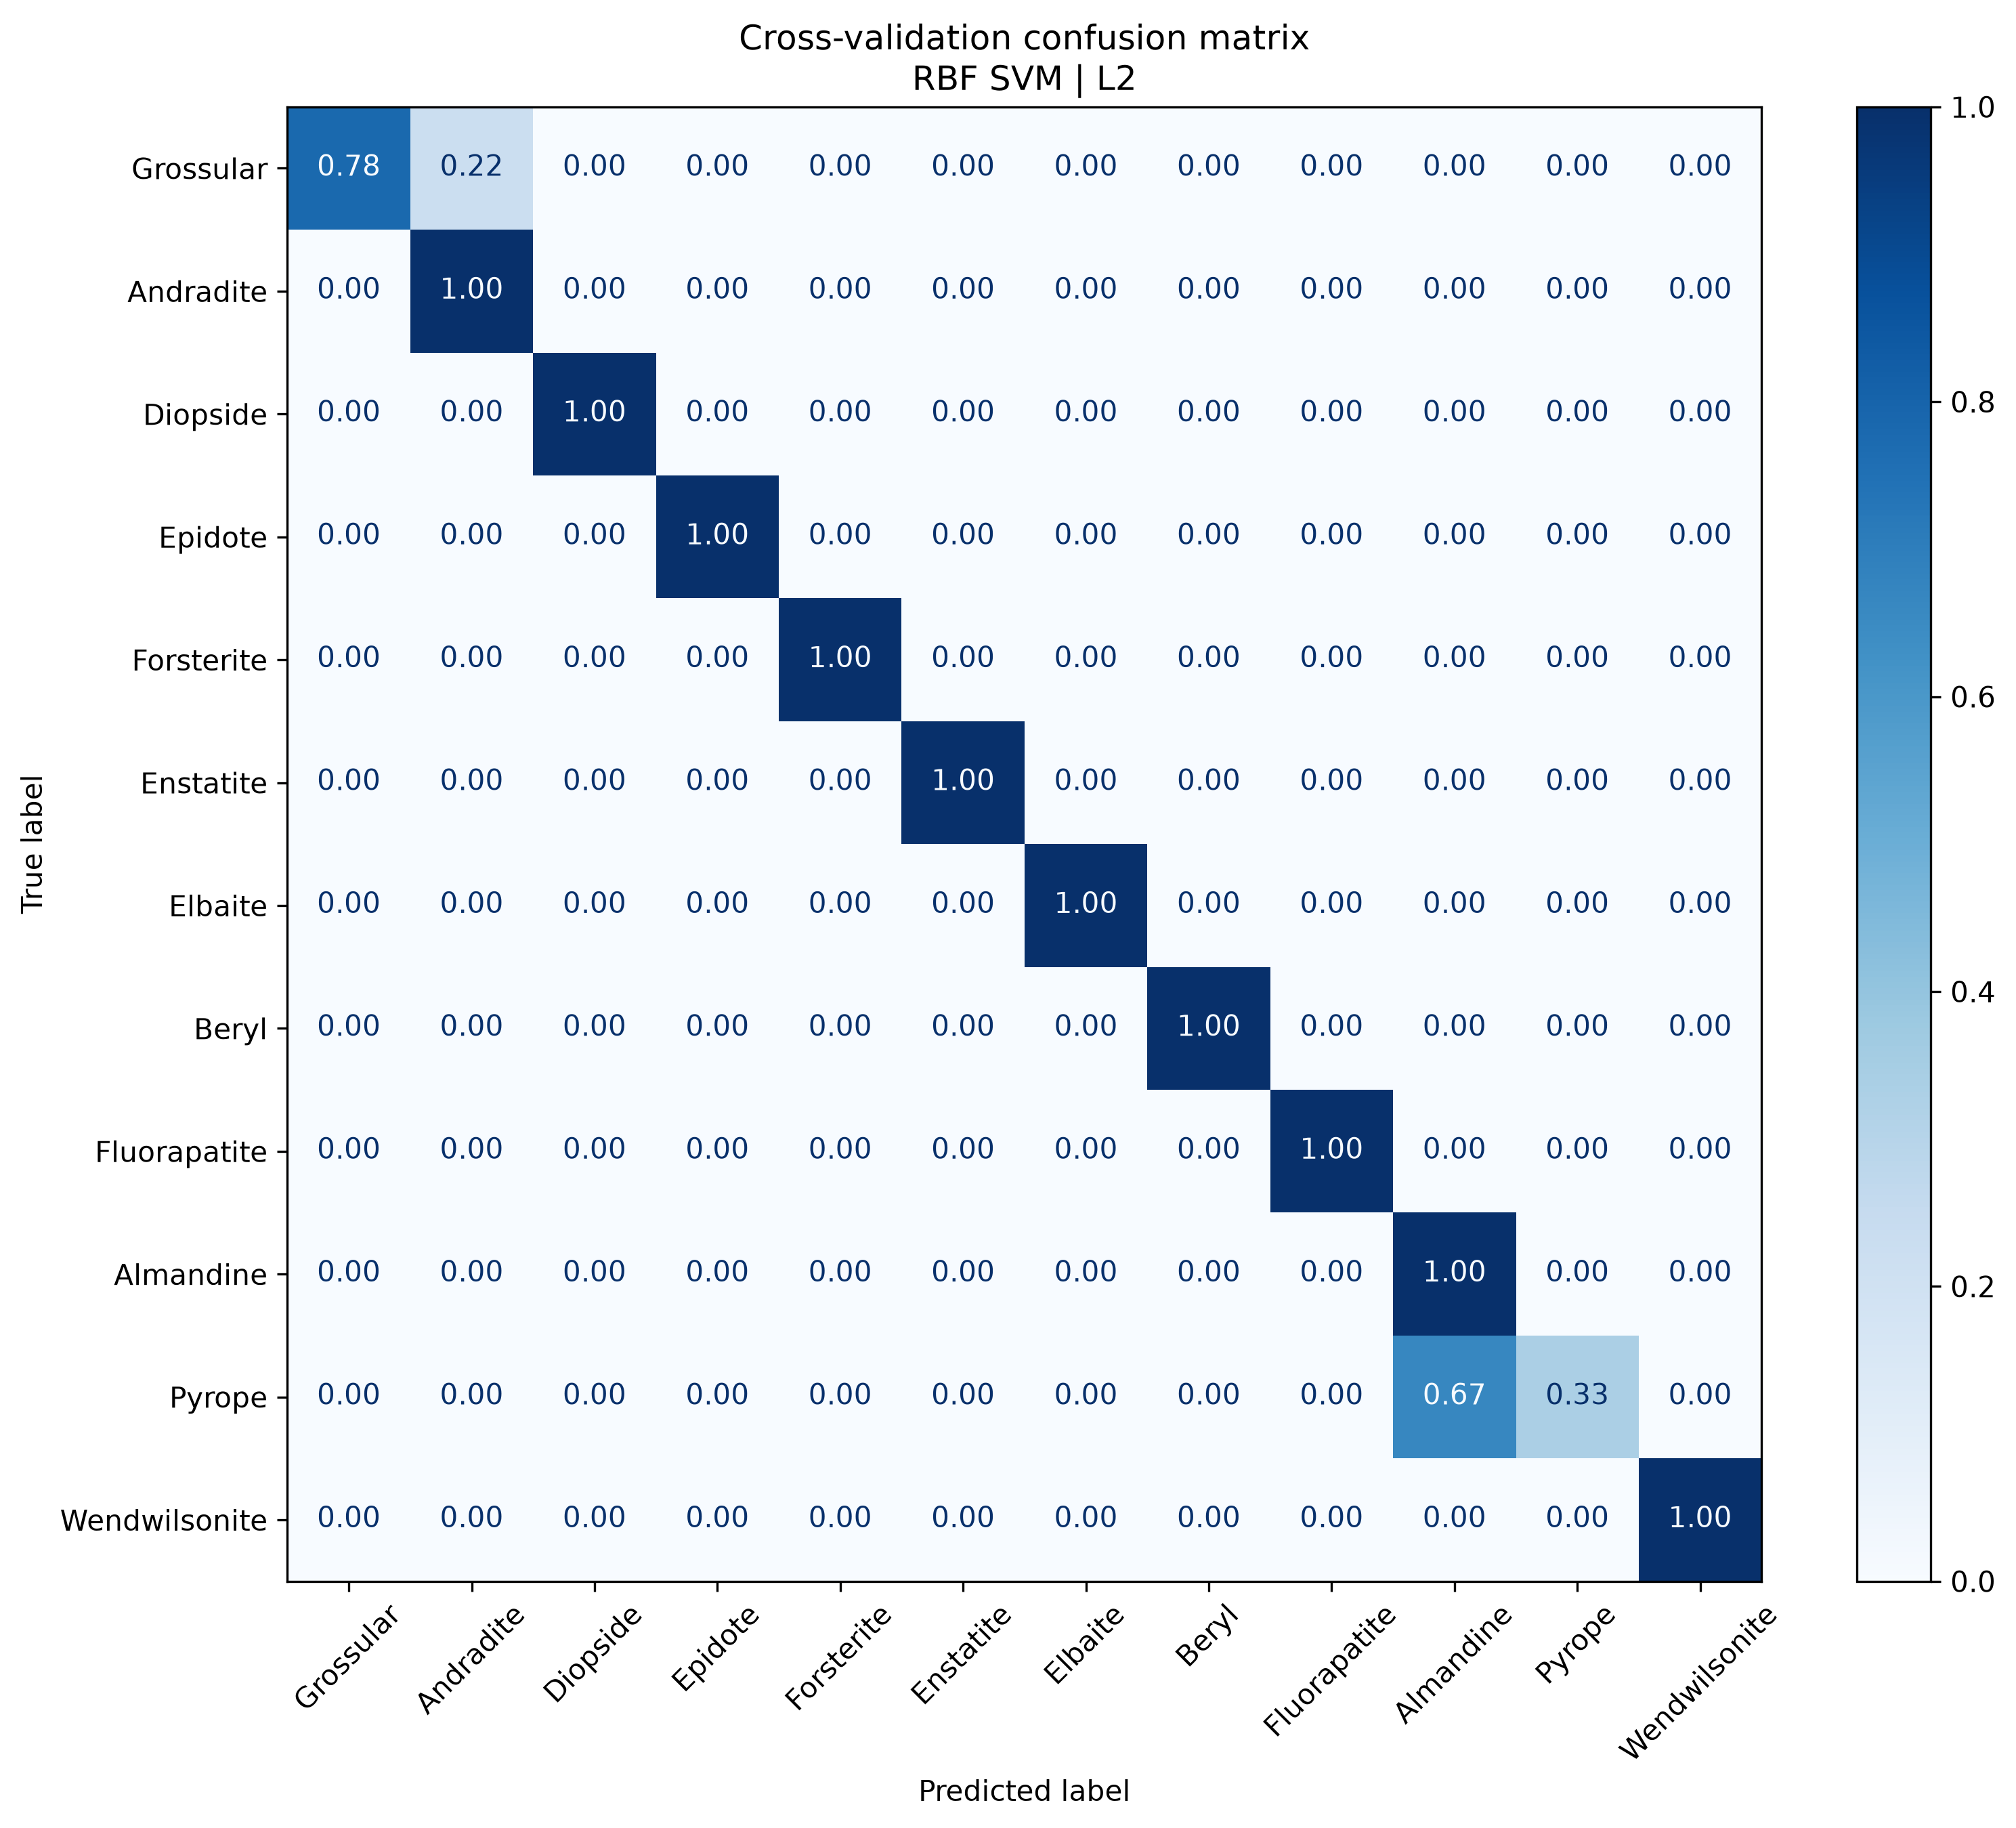 Cross-validation confusion matrix
RBF SVM | L2
True label
Grossular 0.78 0.22 0.00 0.00 0.00 0.00 0.00 0.00 0.00 0.00 0.00 0.00
Andradite 0.00 1.00 0.00 0.00 0.00 0.00 0.00 0.00 0.00 0.00 0.00 0.00
Diopside 0.00 0.00 1.00 0.00 0.00 0.00 0.00 0.00 0.00 0.00 0.00 0.00
Epidote 0.00 0.00 0.00 1.00 0.00 0.00 0.00 0.00 0.00 0.00 0.00 0.00
Forsterite 0.00 0.00 0.00 0.00 1.00 0.00 0.00 0.00 0.00 0.00 0.00 0.00
Enstatite 0.00 0.00 0.00 0.00 0.00 1.00 0.00 0.00 0.00 0.00 0.00 0.00
Elbaite 0.00 0.00 0.00 0.00 0.00 0.00 1.00 0.00 0.00 0.00 0.00 0.00
Beryl 0.00 0.00 0.00 0.00 0.00 0.00 0.00 1.00 0.00 0.00 0.00 0.00
Fluorapatite 0.00 0.00 0.00 0.00 0.00 0.00 0.00 0.00 1.00 0.00 0.00 0.00
Almandine 0.00 0.00 0.00 0.00 0.00 0.00 0.00 0.00 0.00 1.00 0.00 0.00
Pyrope 0.00 0.00 0.00 0.00 0.00 0.00 0.00 0.00 0.00 0.67 0.33 0.00
Wendwilsonite 0.00 0.00 0.00 0.00 0.00 0.00 0.00 0.00 0.00 0.00 0.00 1.00
Grossular Andradite Diopside Epidote Forsterite Enstatite Elbaite Beryl Fluorapatite Almandine Pyrope Wendwilsonite
Predicted label
1.0
0.8
0.6
0.4
0.2
0.0